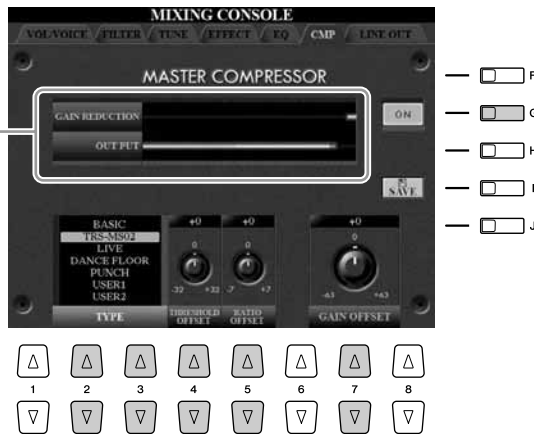 MIXING CONSOLE
VOL/VOICE FILTER TUNE EFFECT EQ CMP LINE OUT
MASTER COMPRESSOR
GAIN REDUCTION
OUT PUT
ON
SAVE
F
G
H
I
J
BASIC
TRS-MS02
LIVE
DANCE FLOOR
PUNCH
USER1
USER2
TYPE
+0
0
-32 +32
THRESHOLD OFFSET
+0
0
-7 +7
RATIO OFFSET
+0
0
-63 +63
GAIN OFFSET
1 2 3 4 5 6 7 8